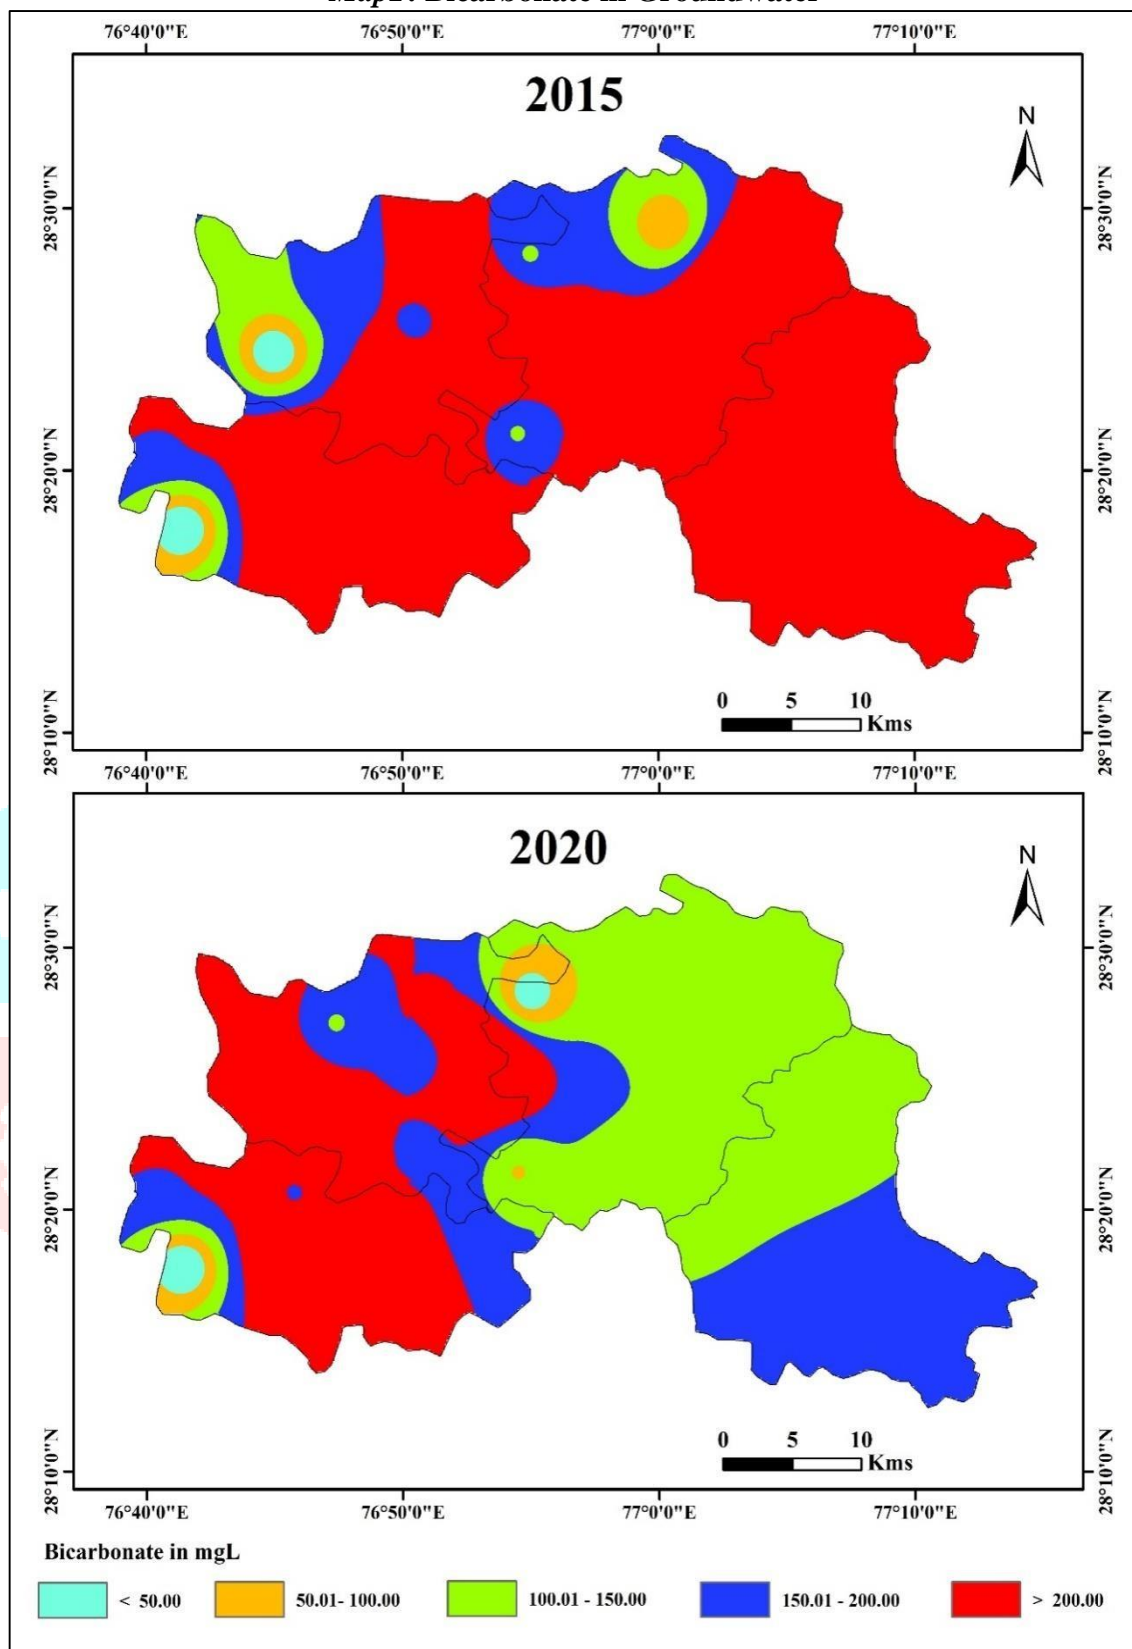 Bicarbonate in Groundwater
76°40'0"E 76°50'0"E 77°0'0"E 77°10'0"E
2015
N
28°30'0"N 28°30'0"N
28°20'0"N 28°20'0"N
0 5 10
Kms
28°10'0"N 28°10'0"N
76°40'0"E 76°50'0"E 77°0'0"E 77°10'0"E
2020
N
28°30'0"N 28°30'0"N
28°20'0"N 28°20'0"N
0 5 10
Kms
28°10'0"N 28°10'0"N
76°40'0"E 76°50'0"E 77°0'0"E 77°10'0"E
Bicarbonate in mgL
< 50.00 50.01- 100.00 100.01 - 150.00 150.01 - 200.00 > 200.00